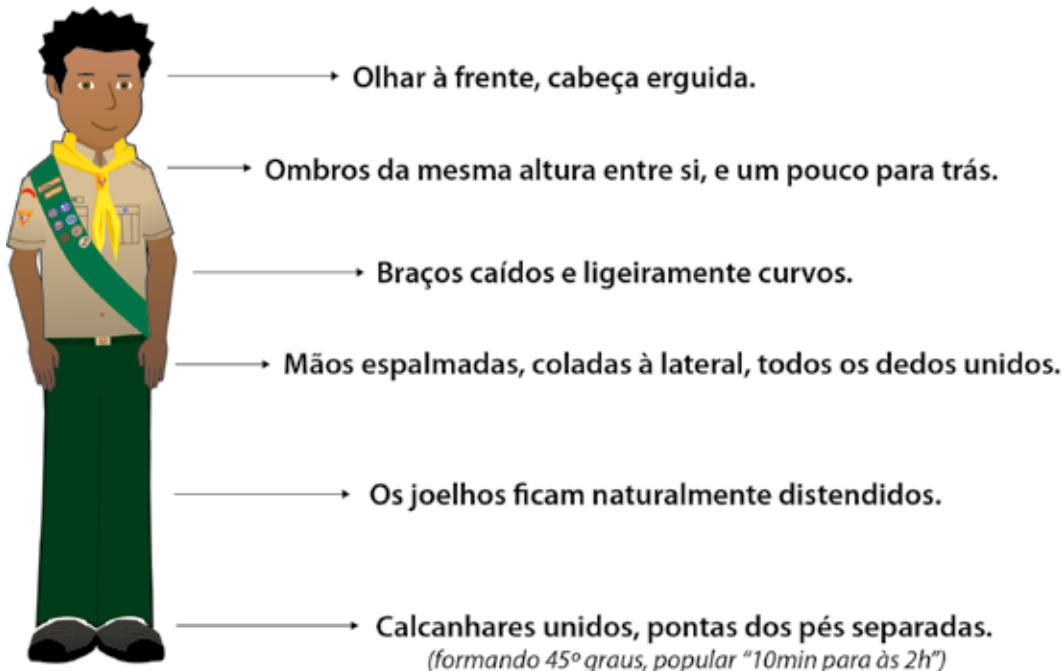 Olhar à frente, cabeça erguida.
Ombros da mesma altura entre si, e um pouco para trás.
Braços caídos e ligeiramente curvos.
Mãos espalmadas, coladas à lateral, todos os dedos unidos.
Os joelhos ficam naturalmente distendidos.
Calcanhares unidos, pontas dos pés separadas.
(formando 45º graus, popular “10min para às 2h”)